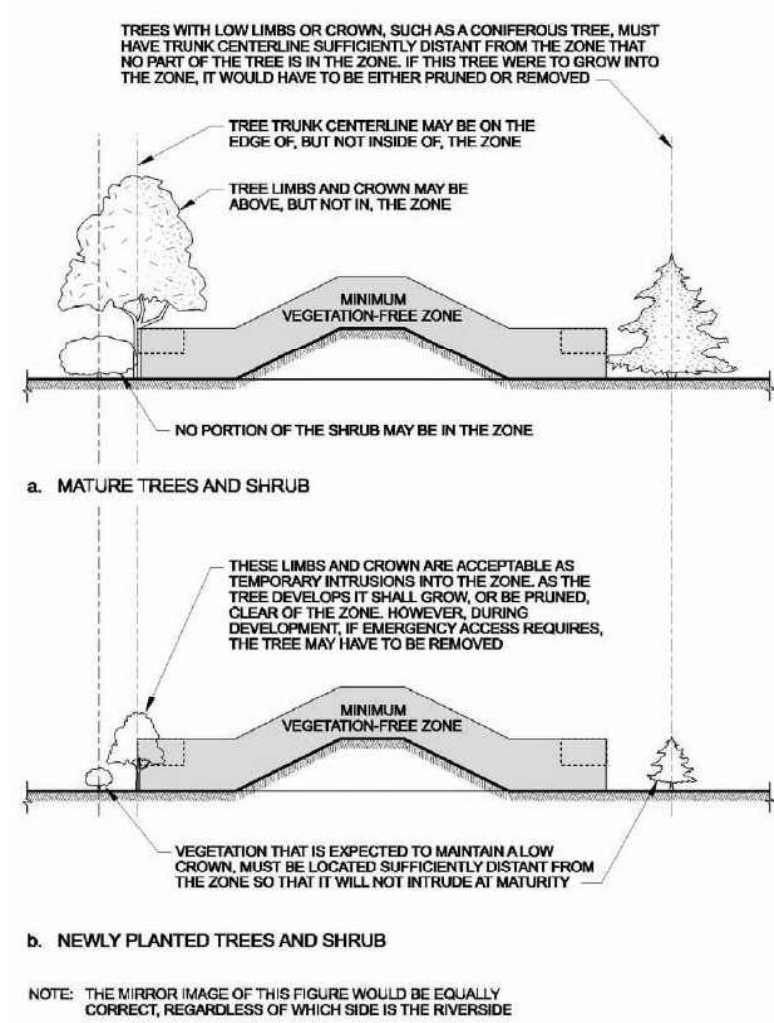 TREES WITH LOW LIMBS OR CROWN, SUCH AS A CONIFEROUS TREE, MUST
HAVE TRUNK CENTERLINE SUFFICIENTLY DISTANT FROM THE ZONE THAT
NO PART OF THE TREE IS IN THE ZONE. IF THIS TREE WERE TO GROW INTO
THE ZONE, IT WOULD HAVE TO BE EITHER PRUNED OR REMOVED
TREE TRUNK CENTERLINE MAY BE ON THE
EDGE OF, BUT NOT INSIDE OF, THE ZONE
TREE LIMBS AND CROWN MAY BE
ABOVE, BUT NOT IN, THE ZONE
MINIMUM
VEGETATION-FREE ZONE
NO PORTION OF THE SHRUB MAY BE IN THE ZONE
a. MATURE TREES AND SHRUB
THESE LIMBS AND CROWN ARE ACCEPTABLE AS
TEMPORARY INTRUSIONS INTO THE ZONE. AS THE
TREE DEVELOPS IT SHALL GROW, OR BE PRUNED,
CLEAR OF THE ZONE. HOWEVER, DURING
DEVELOPMENT, IF EMERGENCY ACCESS REQUIRES,
THE TREE MAY HAVE TO BE REMOVED
MINIMUM
VEGETATION-FREE ZONE
VEGETATION THAT IS EXPECTED TO MAINTAIN A LOW
CROWN, MUST BE LOCATED SUFFICIENTLY DISTANT FROM
THE ZONE SO THAT IT WILL NOT INTRUDE AT MATURITY
b. NEWLY PLANTED TREES AND SHRUB
NOTE: THE MIRROR IMAGE OF THIS FIGURE WOULD BE EQUALLY
CORRECT, REGARDLESS OF WHICH SIDE IS THE RIVERSIDE